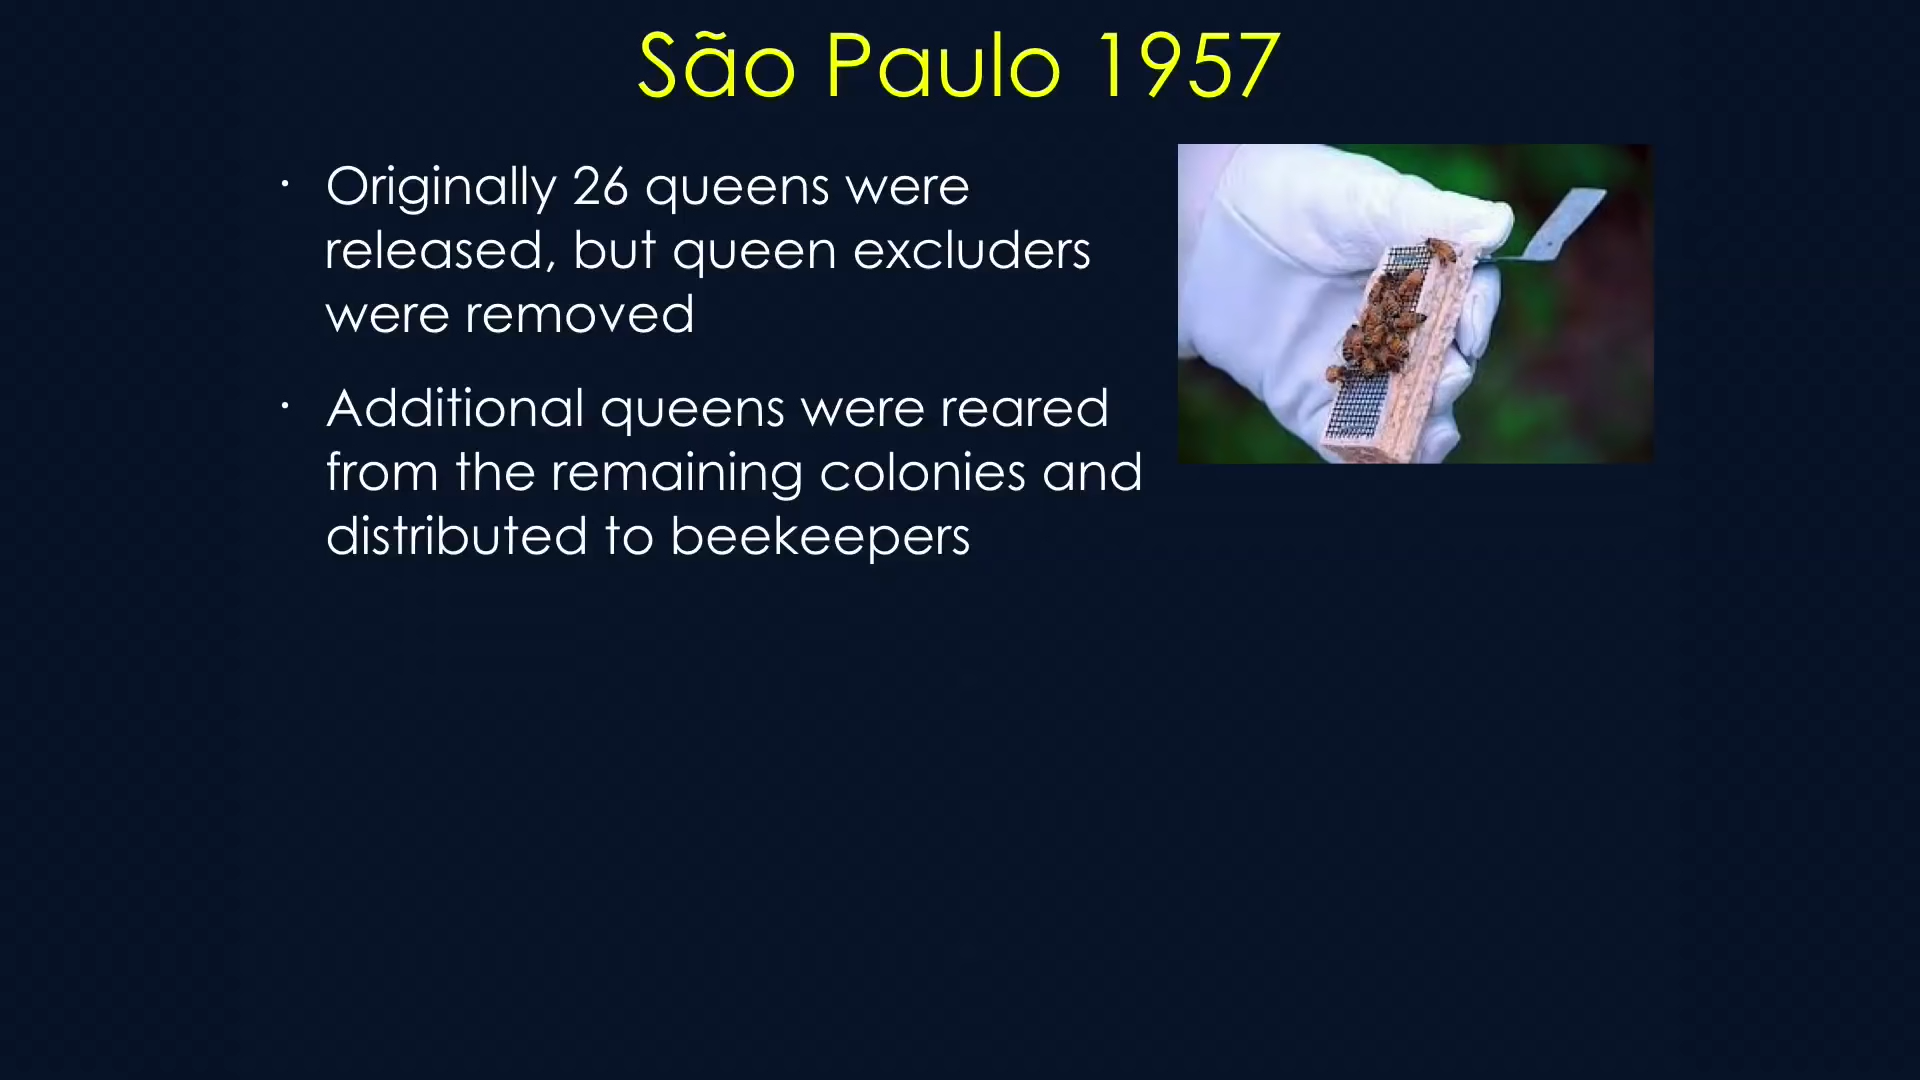 São Paulo 1957
· Originally 26 queens were
released, but queen excluders
were removed
· Additional queens were reared
from the remaining colonies and
distributed to beekeepers